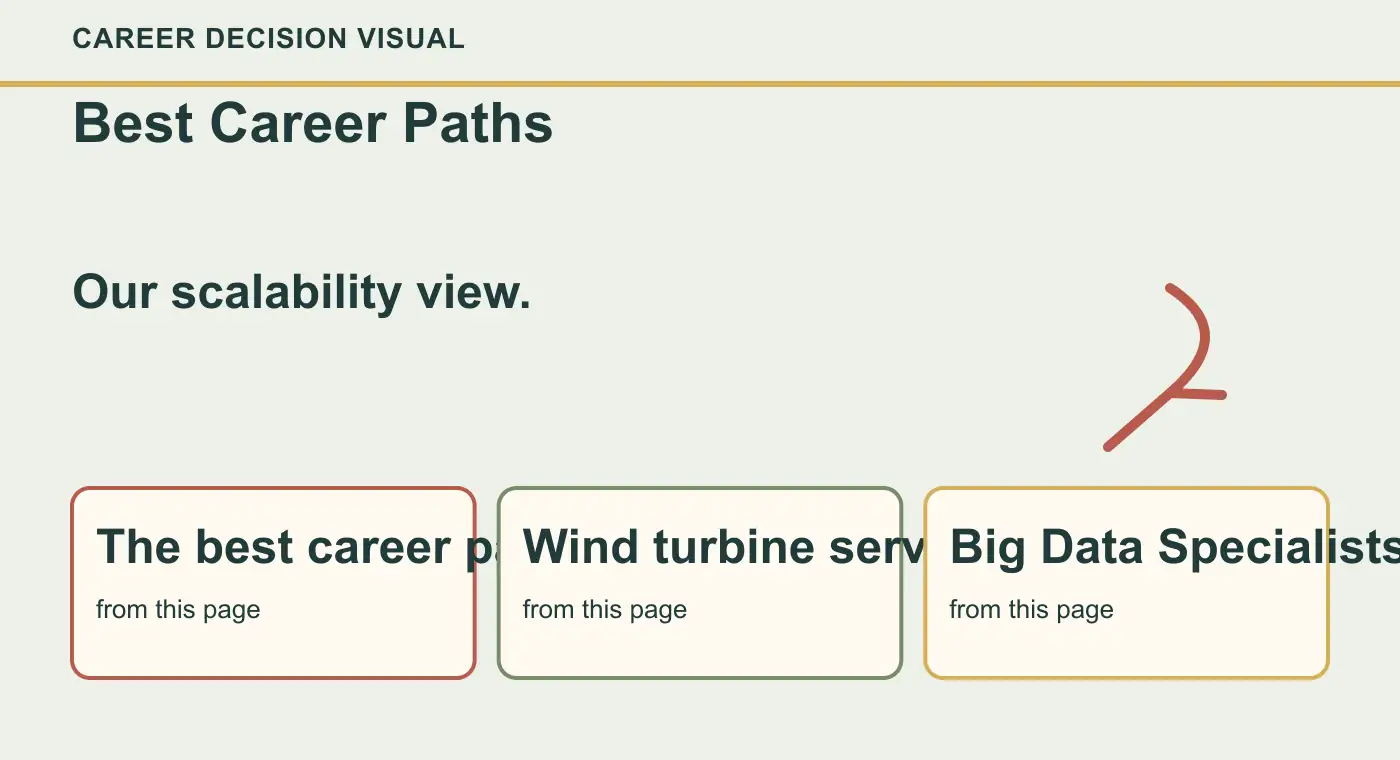 CAREER DECISION VISUAL
Best Career Paths
Our scalability view.
The best career
Wind turbine
Big Data Specialists
from this page
from this page
from this page